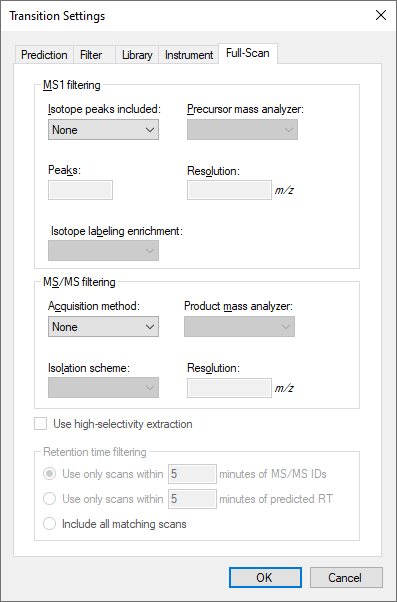 Transition Settings
Prediction Filter Library Instrument Full-Scan
MS1 filtering
Isotope peaks included: Precursor mass analyzer:
None
Peaks: Resolution:
m/z
Isotope labeling enrichment:
MS/MS filtering
Acquisition method: Product mass analyzer:
None
Isolation scheme: Resolution:
m/z
Use high-selectivity extraction
Retention time filtering
Use only scans within 5 minutes of MS/MS IDs
Use only scans within 5 minutes of predicted RT
Include all matching scans
OK Cancel